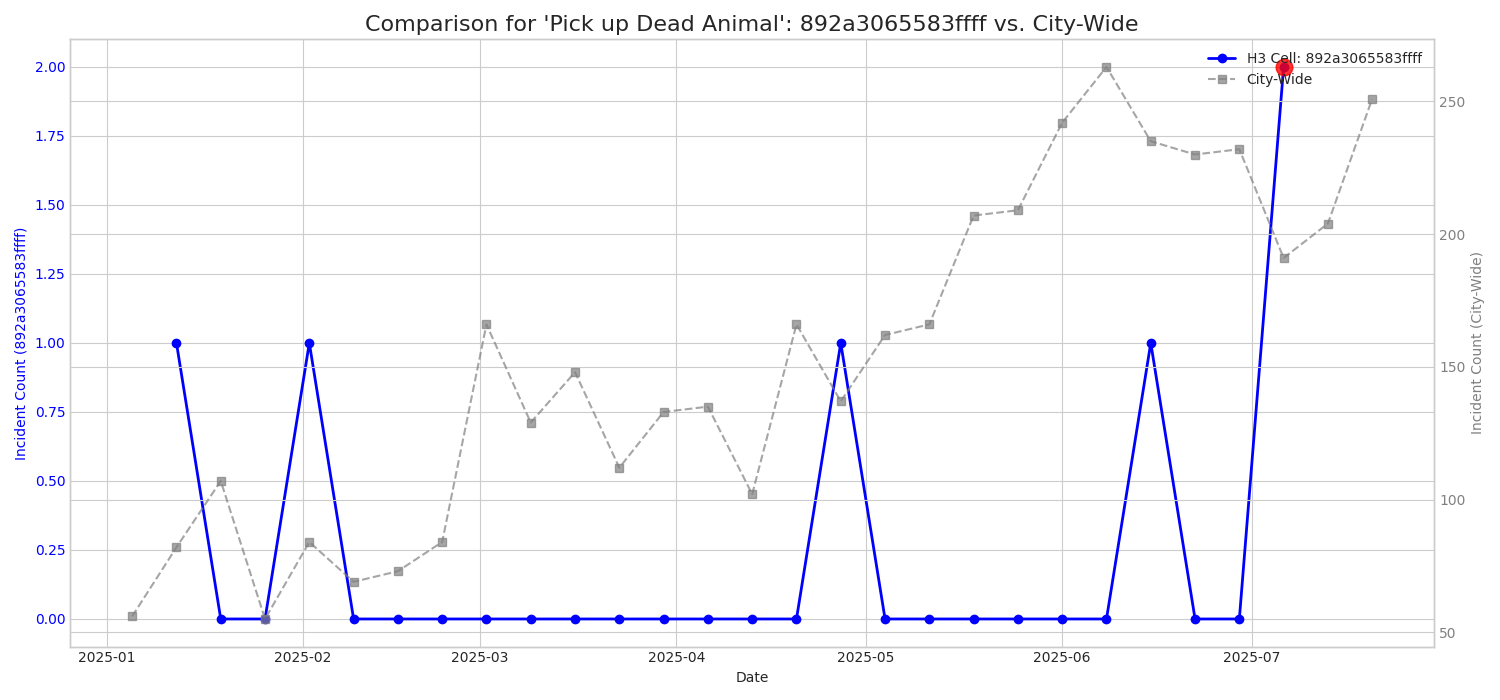 Comparison for 'Pick up Dead Animal': 892a3065583ffff vs. City-Wide
H3 Cell: 892a3065583ffff
City-Wide
Incident Count (892a3065583ffff)
2.00
1.75
1.50
1.25
1.00
0.75
0.50
0.25
0.00
250
200
150
100
50
Incident Count (City-Wide)
2025-01 2025-02 2025-03 2025-04 2025-05 2025-06 2025-07
Date